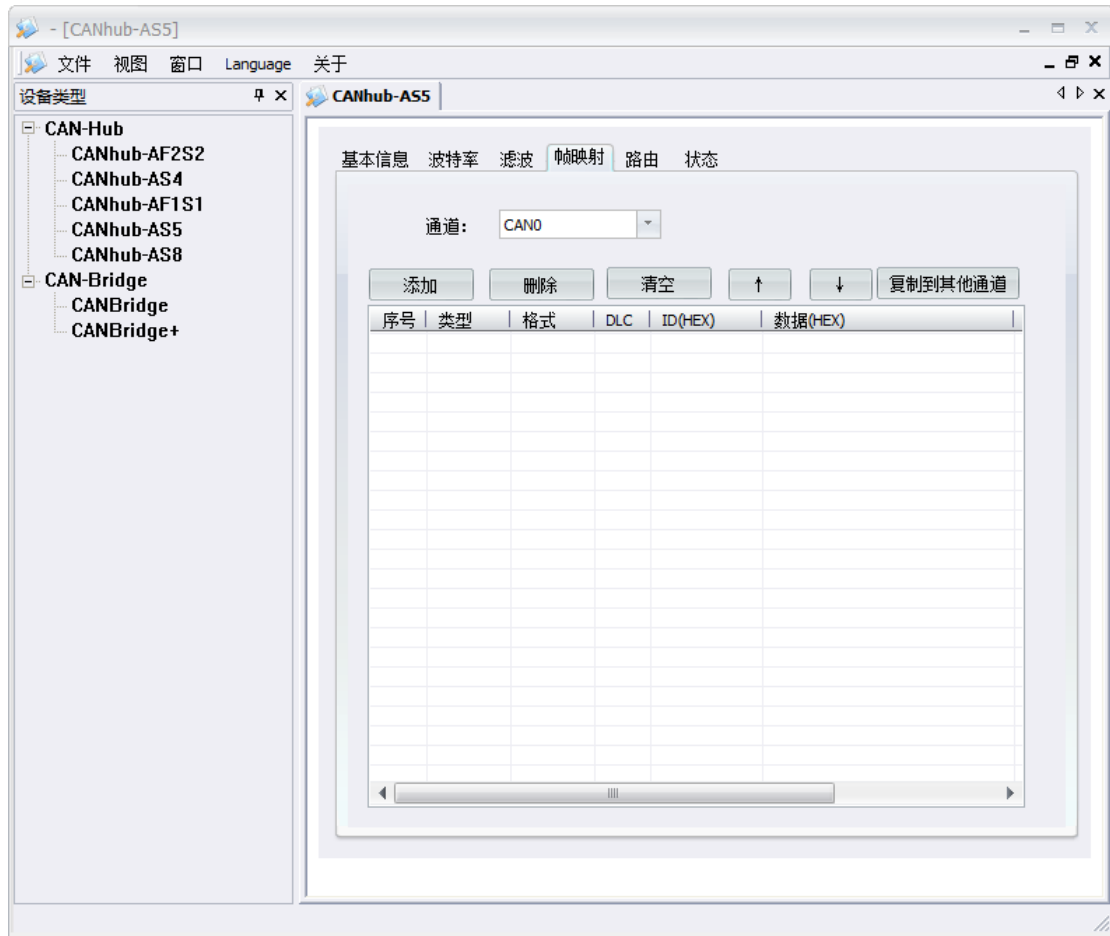 - [CANhub-AS5]
文件 视图 窗口 Language 关于
设备类型
CANhub-AS5
CAN-Hub
CANhub-AF2S2
CANhub-AS4
CANhub-AF1S1
CANhub-AS5
CANhub-AS8
CAN-Bridge
CANBridge
CANBridge+
基本信息 波特率 滤波 帧映射 路由 状态
通道: CAN0
添加 删除 清空 ↑ ↓ 复制到其他通道
序号 类型 格式 DLC ID(HEX) 数据(HEX)